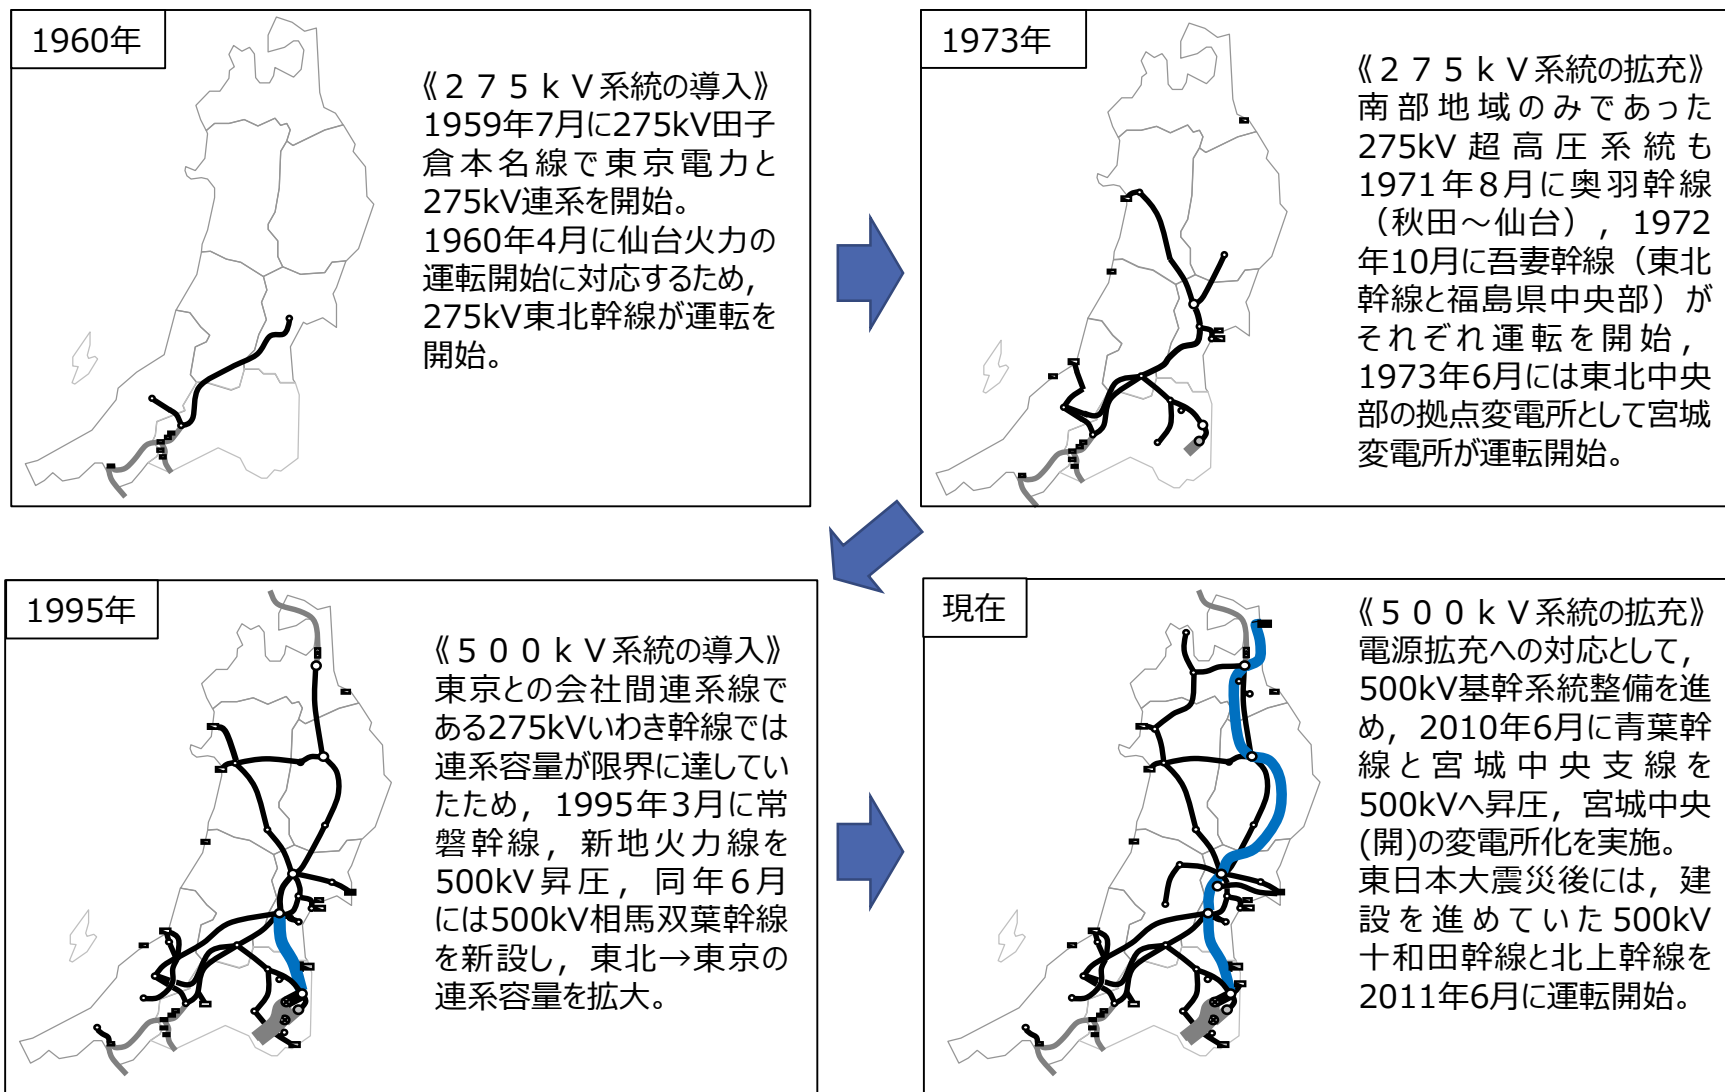 1960年
《２７５ｋＶ系統の導入》
1959年7月に275kV田子
倉本名線で東京電力と
275kV連系を開始。
1960年4月に仙台火力の
運転開始に対応するため，
275kV東北幹線が運転を
開始。
1973年
《２７５ｋＶ系統の拡充》
南部地域のみであった
275kV超高圧系統も
1971年8月に奥羽幹線
（秋田～仙台），1972
年10月に吾妻幹線（東北
幹線と福島県中央部）が
それぞれ運転を開始，
1973年6月には東北中央
部の拠点変電所として宮城
変電所が運転開始。
1995年
《５００ｋＶ系統の導入》
東京との会社間連系線で
ある275kVいわき幹線では
連系容量が限界に達してい
たため，1995年3月に常
磐幹線，新地火力線を
500kV昇圧，同年6月
には500kV相馬双葉幹線
を新設し，東北→東京の
連系容量を拡大。
現在
《５００ｋＶ系統の拡充》
電源拡充への対応として，
500kV基幹系統整備を進
め，2010年6月に青葉幹
線と宮城中央支線を
500kVへ昇圧，宮城中央
(開)の変電所化を実施。
東日本大震災後には，建
設を進めていた500kV
十和田幹線と北上幹線を
2011年6月に運転開始。